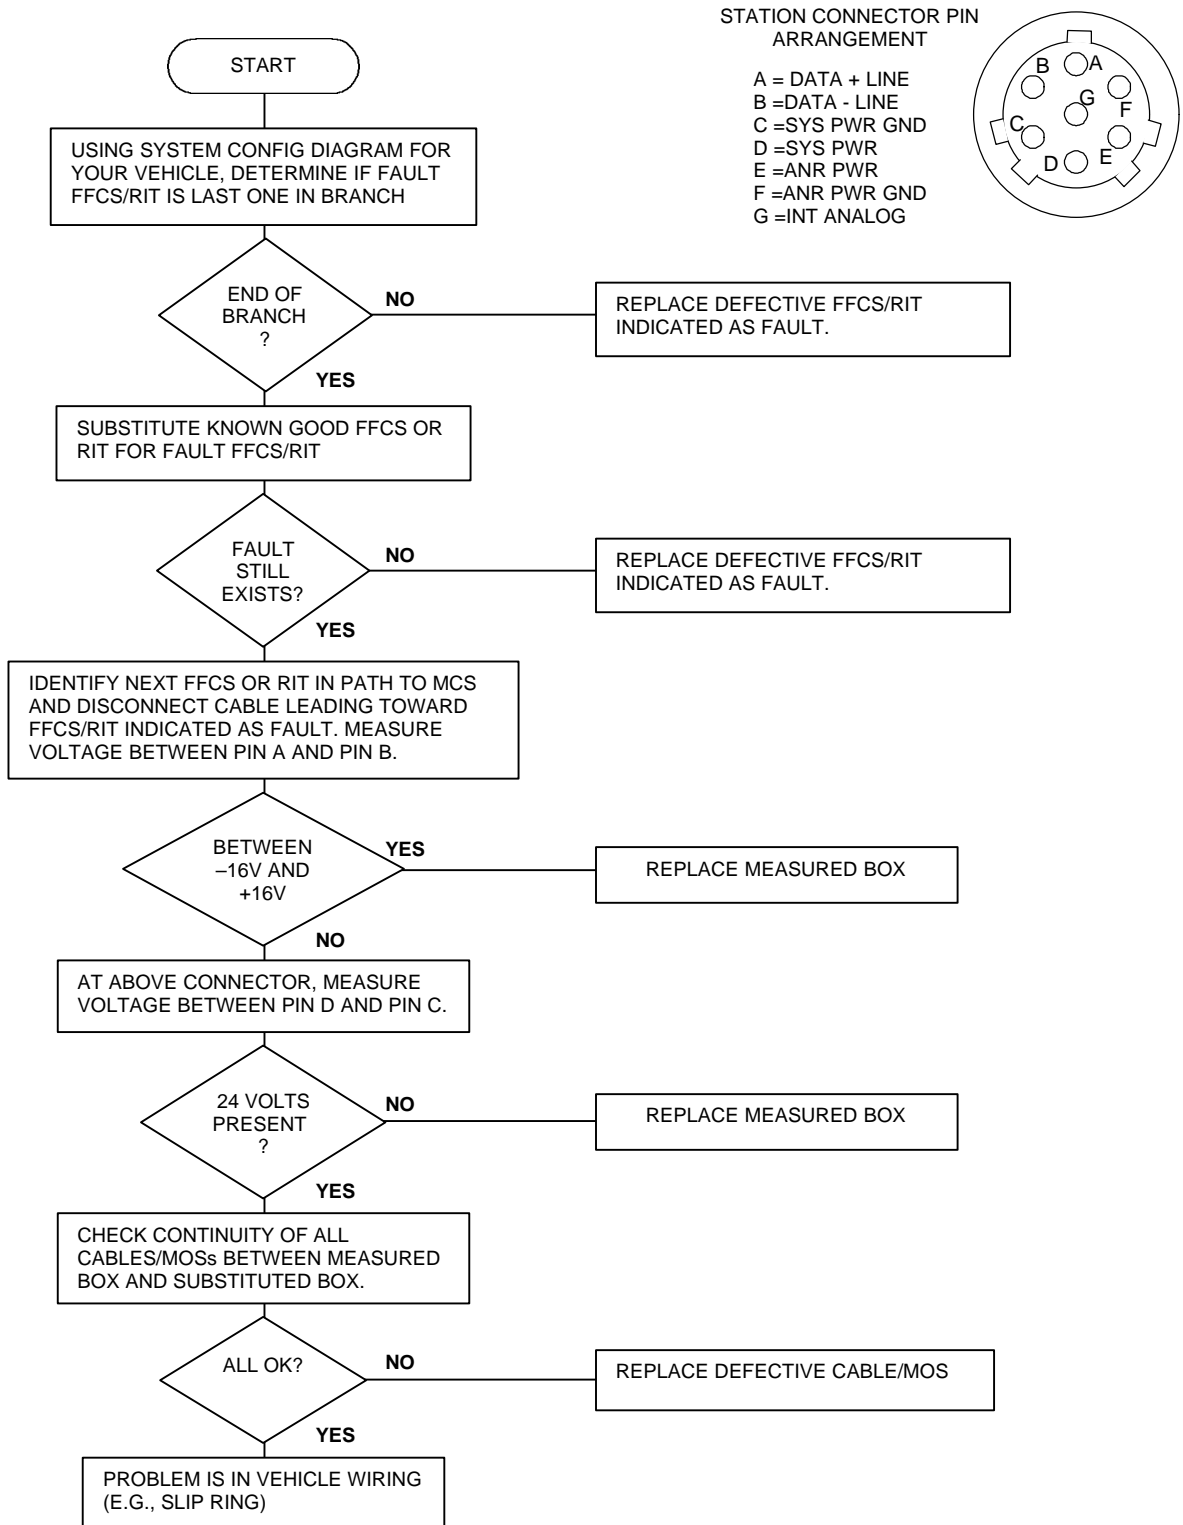 STATION CONNECTOR PIN
ARRANGEMENT
A = DATA + LINE
B =DATA - LINE
C =SYS PWR GND
D =SYS PWR
E =ANR PWR
F =ANR PWR GND
G =INT ANALOG
A
B
G
F
C
D
E
START
USING SYSTEM CONFIG DIAGRAM FOR
YOUR VEHICLE, DETERMINE IF FAULT
FFCS/RIT IS LAST ONE IN BRANCH
END OF
BRANCH
?
NO
REPLACE DEFECTIVE FFCS/RIT
INDICATED AS FAULT.
YES
SUBSTITUTE KNOWN GOOD FFCS OR
RIT FOR FAULT FFCS/RIT
FAULT
STILL
EXISTS?
NO
REPLACE DEFECTIVE FFCS/RIT
INDICATED AS FAULT.
YES
IDENTIFY NEXT FFCS OR RIT IN PATH TO MCS
AND DISCONNECT CABLE LEADING TOWARD
FFCS/RIT INDICATED AS FAULT. MEASURE
VOLTAGE BETWEEN PIN A AND PIN B.
BETWEEN
–16V AND
+16V
YES
REPLACE MEASURED BOX
NO
AT ABOVE CONNECTOR, MEASURE
VOLTAGE BETWEEN PIN D AND PIN C.
24 VOLTS
PRESENT
?
NO
REPLACE MEASURED BOX
YES
CHECK CONTINUITY OF ALL
CABLES/MOSs BETWEEN MEASURED
BOX AND SUBSTITUTED BOX.
ALL OK?
NO
REPLACE DEFECTIVE CABLE/MOS
YES
PROBLEM IS IN VEHICLE WIRING
(E.G., SLIP RING)